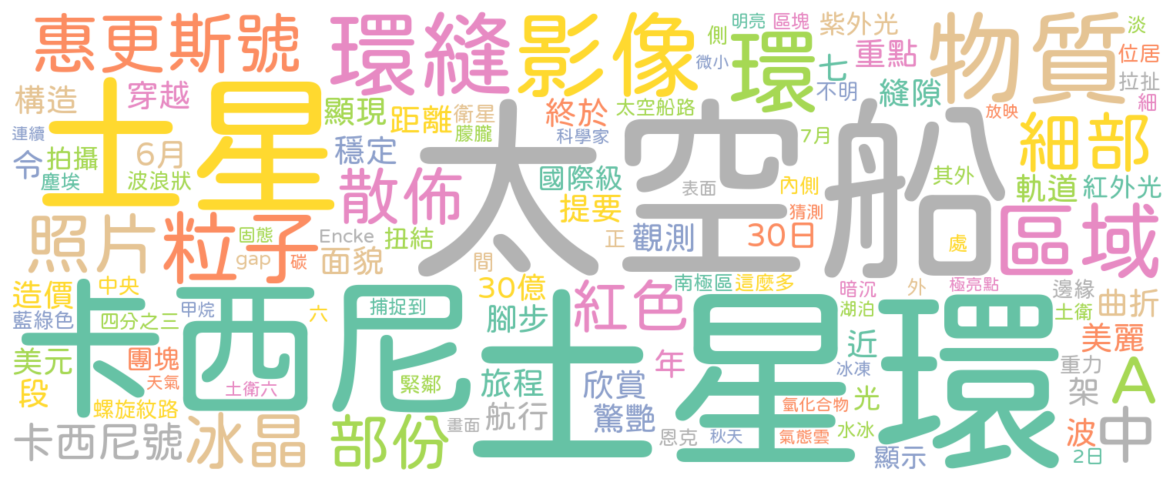 惠更斯號
環縫
影像
側
明亮
區塊
紫外光
物質
淡
環
微小
七
重點
位居
不明
縫隙
拉扯
細
構造
穿越
土星
顯現
距離
衛星
朦朧
終於
太空船路
科學家
7月
放映
連續
令
拍攝
6月
塵埃
波浪狀
穩定
太空船
國際級
表面
內側
其外
細部
軌道
紅外光
散佈
提要
猜測
照片
粒子
固態
gap
碳
Encke
面貌
扭結
間
正
觀測
30日
處
區域
造價
中央
甲烷
30億
南極區
這麼多
暗沉
外
極亮點
邊緣
曲折
藍綠色
四分之三
卡西尼
六
捕捉到
腳步
紅色
湖泊
土衛
美麗
美元
團塊
天氣
土衛六
緊鄰
旅程
土星環
年
近
冰凍
重力
段
螺旋紋路
欣賞
氫化合物
光
架
A
卡西尼號
冰晶
部份
畫面
航行
驚艷
恩克
秋天
氣態雲
水冰
顯示
波
2日
中